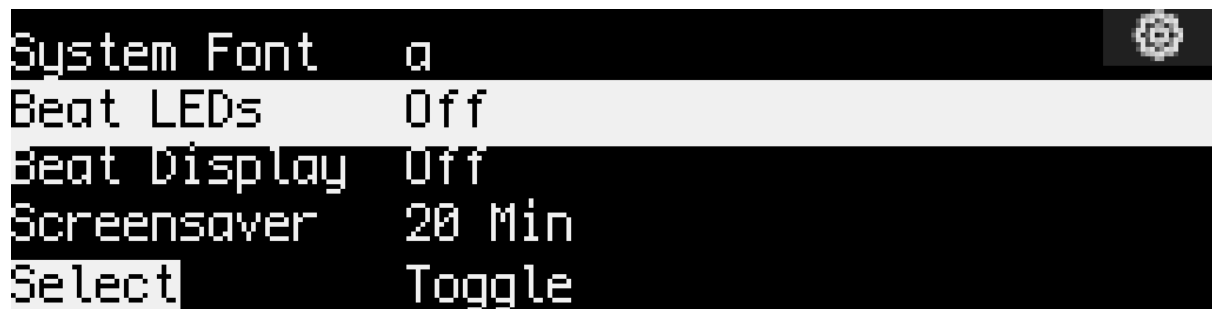 System Font a
Beat LEDs Off
Beat Display Off
Screensaver 20 Min
Select Toggle